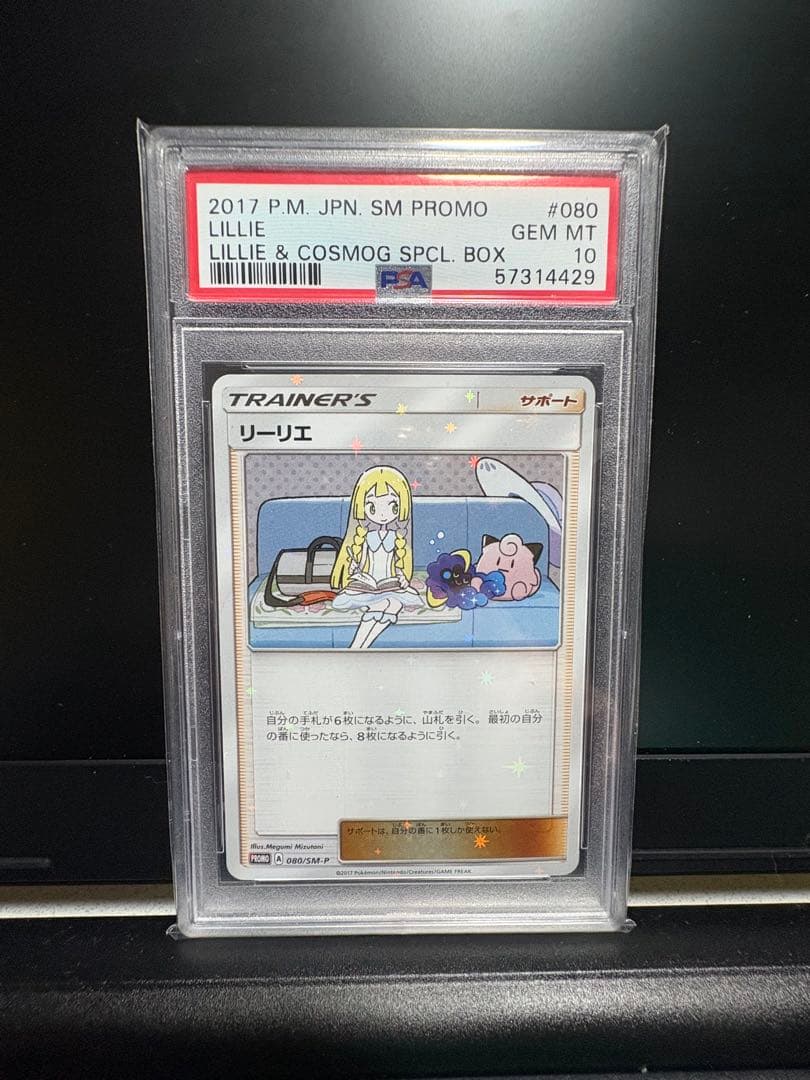 2017 P.M. JPN. SM PROMO #080
LILLIE GEM MT
LILLIE & COSMOG SPCL. BOX 10
PSA 57314429
TRAINER'S サポート
リーリエ
自分の手札が6枚になるように、山札を引く。最初の自分
の番に使ったなら、8枚になるように引く。
サポートは、自分の番に1枚しか使えない。
Illus.Megumi Mizutani
PROMO A 080/SM-P
©2017 Pokémon/Nintendo/Creatures/GAME FREAK.